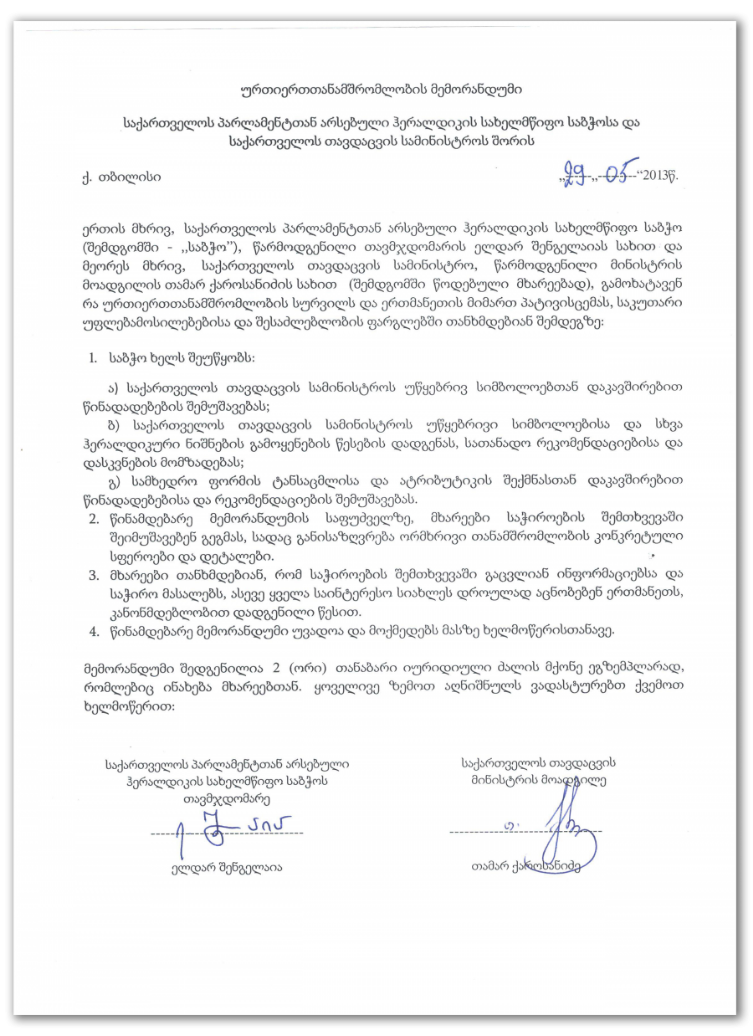 ურთიერთთანამშრომლობის მემორანდუმი
საქართველოს პარლამენტთან არსებული ჰერალდიკის სახელმწიფო საბჭოსა და
საქართველოს თავდაცვის სამინისტროს შორის
ქ. თბილისი „29„ 05 “2013წ.
ერთის მხრივ, საქართველოს პარლამენტთან არსებული ჰერალდიკის სახელმწიფო საბჭო
(შემდგომში - ,,საბჭო”), წარმოდგენილი თავმჯდომარის ელდარ შენგელაიას სახით და
მეორეს მხრივ, საქართველოს თავდაცვის სამინისტრო, წარმოდგენილი მინისტრის
მოადგილის თამარ ქაროსანიძის სახით (შემდგომში წოდებული მხარეებად), გამოხატავენ
რა ურთიერთთანამშრომლობის სურვილს და ერთმანეთის მიმართ პატივისცემას, საკუთარი
უფლებამოსილებებისა და შესაძლებლობის ფარგლებში თანხმდებიან შემდეგზე:
1. საბჭო ხელს შეუწყობს:
ა) საქართველოს თავდაცვის სამინისტროს უწყებრივ სიმბოლოებთან დაკავშირებით
წინადადებების შემუშავებას;
ბ) საქართველოს თავდაცვის სამინისტროს უწყებრივი სიმბოლოებისა და სხვა
ჰერალდიკური ნიშნების გამოყენების წესების დადგენას, სათანადო რეკომენდაციებისა და
დასკვნების მომზადებას;
გ) სამხედრო ფორმის ტანსაცმლისა და ატრიბუტიკის შექმნასთან დაკავშირებით
წინადადებებისა და რეკომენდაციების შემუშავებას.
2. წინამდებარე მემორანდუმის საფუძველზე, მხარეები საჭიროების შემთხვევაში
შეიმუშავებენ გეგმას, სადაც განისაზღვრება ორმხრივი თანამშრომლობის კონკრეტული
სფეროები და დეტალები.
3. მხარეები თანხმდებიან, რომ საჭიროების შემთხვევაში გაცვლიან ინფორმაციებსა და
საჭირო მასალებს, ასევე ყველა საინტერესო სიახლეს დროულად აცნობებენ ერთმანეთს,
კანონმდებლობით დადგენილი წესით.
4. წინამდებარე მემორანდუმი უვადოა და მოქმედებს მასზე ხელმოწერისთანავე.
მემორანდუმი შედგენილია 2 (ორი) თანაბარი იურიდიული ძალის მქონე ეგზემპლარად,
რომლებიც ინახება მხარეებთან. ყოველივე ზემოთ აღნიშნულს ვადასტურებთ ქვემოთ
ხელმოწერით:
საქართველოს პარლამენტთან არსებული
ჰერალდიკის სახელმწიფო საბჭოს
თავმჯდომარე
ელდარ შენგელაია
საქართველოს თავდაცვის
მინისტრის მოადგილე
თამარ ქაროსანიძე